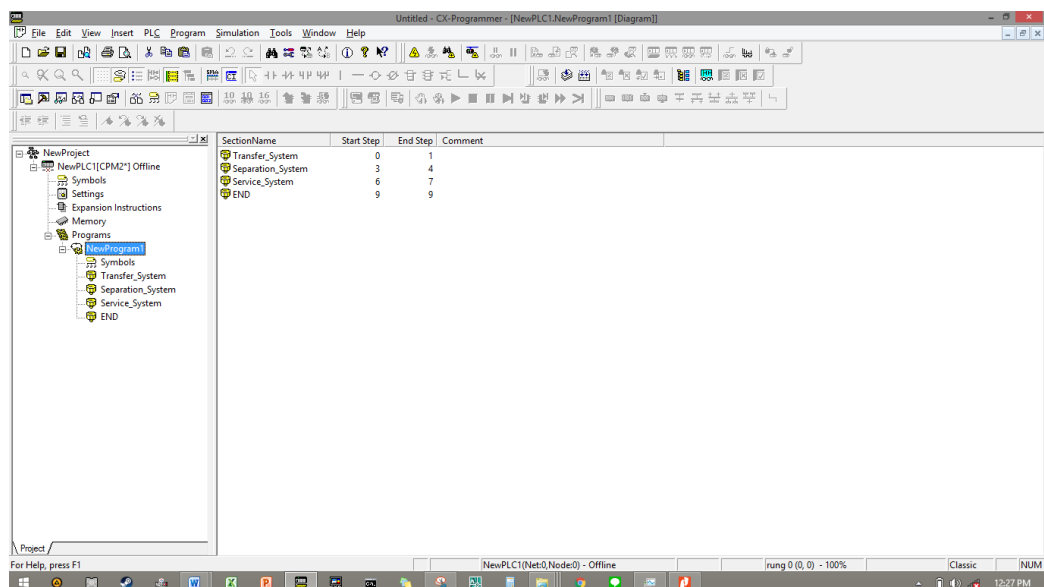 Untitled - CX-Programmer - [NewPLC1.NewProgram1 [Diagram]]
File Edit View Insert PLC Program Simulation Tools Window Help
10 16
SectionName Start Step End Step Comment
Transfer_System 0 1
Separation_System 3 4
Service_System 6 7
END 9 9
NewProject
NewPLC1[CPM2*] Offline
Symbols
Settings
Expansion Instructions
Memory
Programs
NewProgram1
Symbols
Transfer_System
Separation_System
Service_System
END
Project
For Help, press F1 NewPLC1(Net:0,Node:0) - Offline rung 0 (0, 0) - 100% Classic NUM
12:27 PM